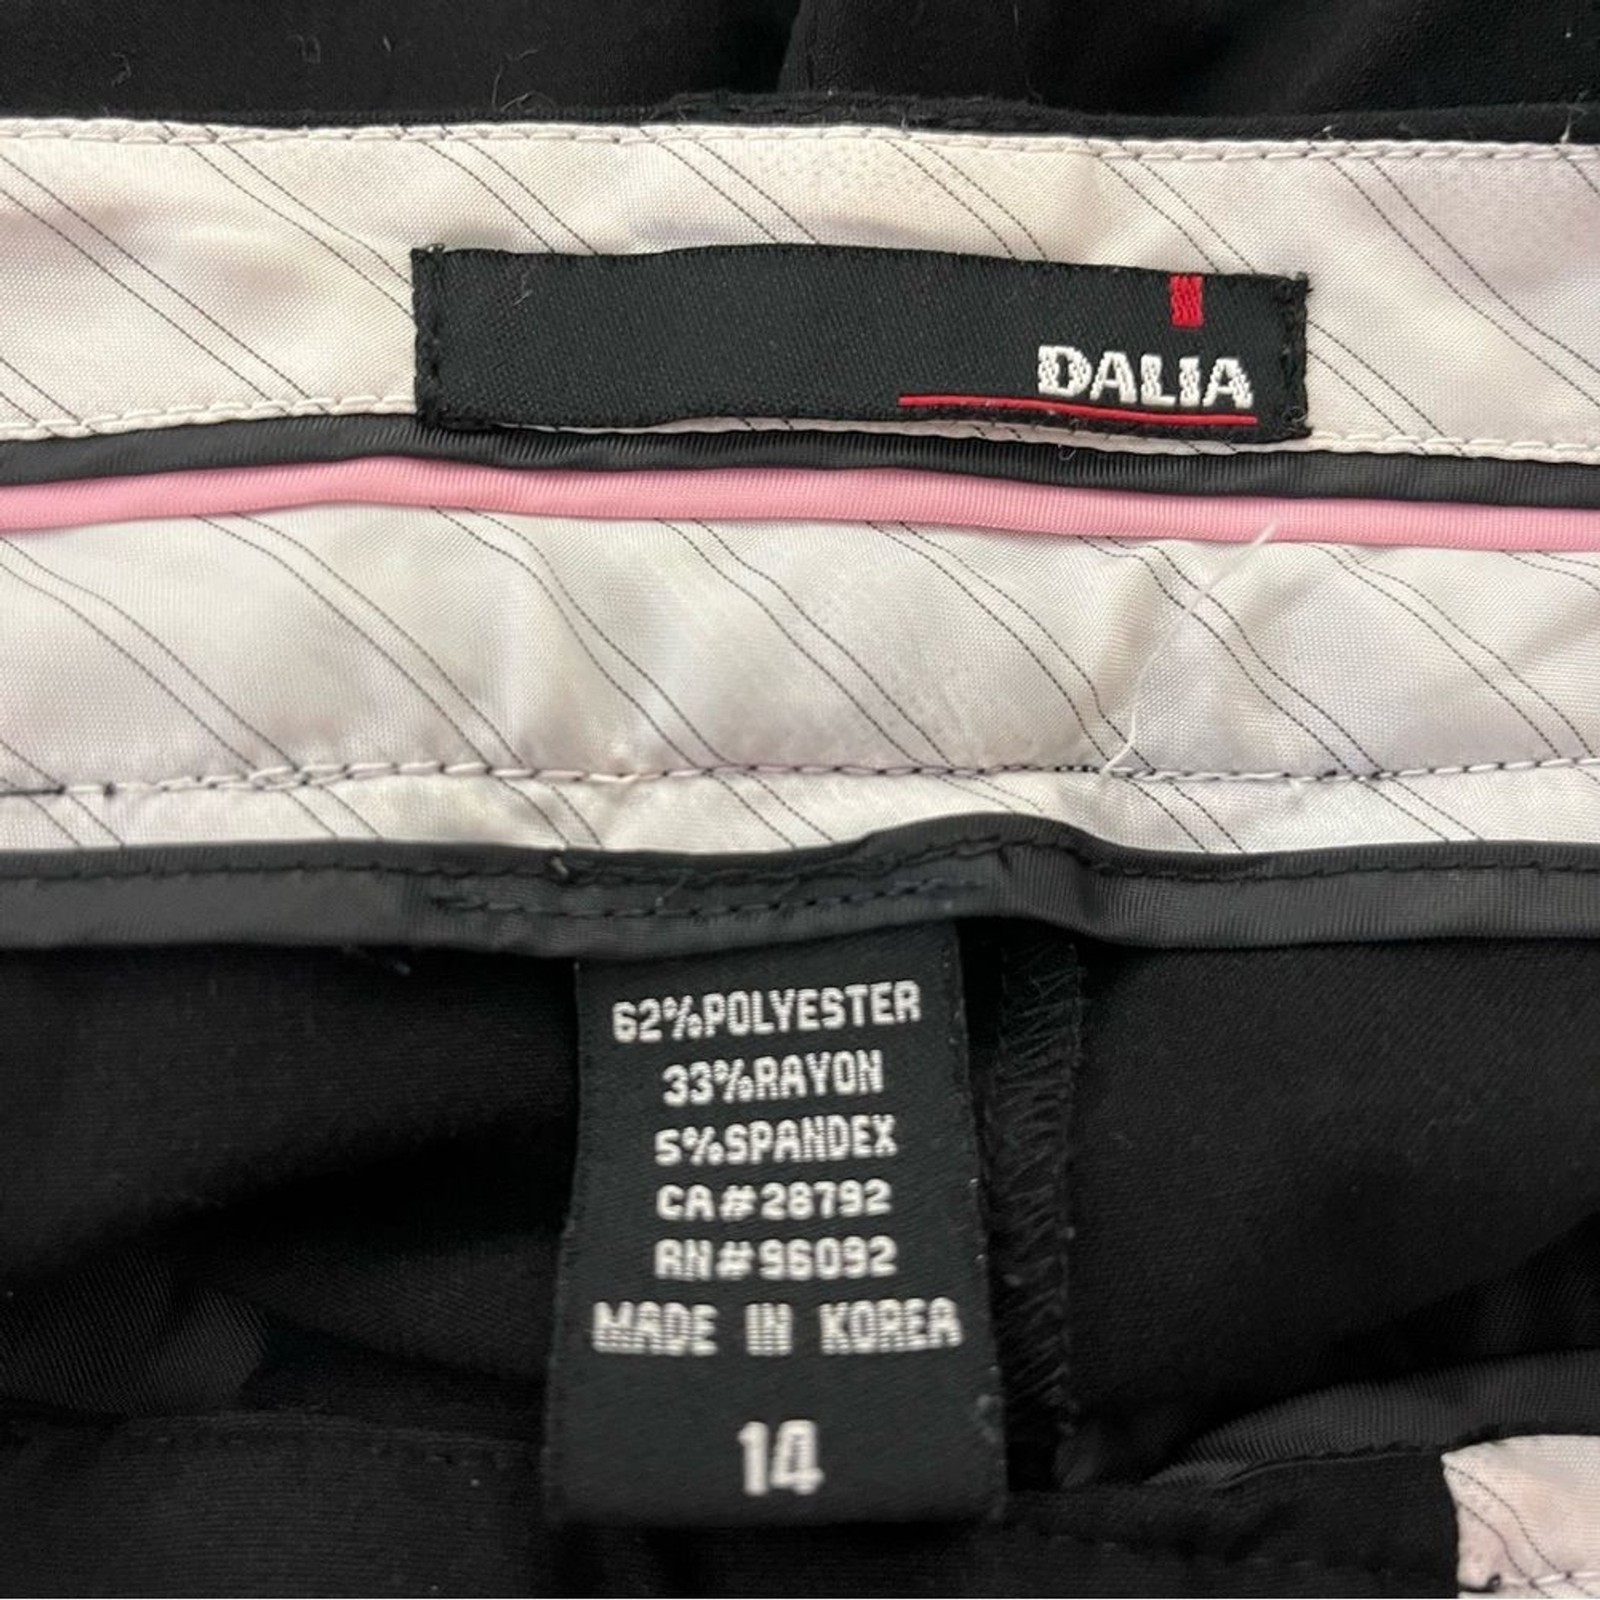 DALIA
62%POLYESTER
33%RAYON
5%SPANDEX
CA#28792
RN#96092
MADE IN KOREA
14